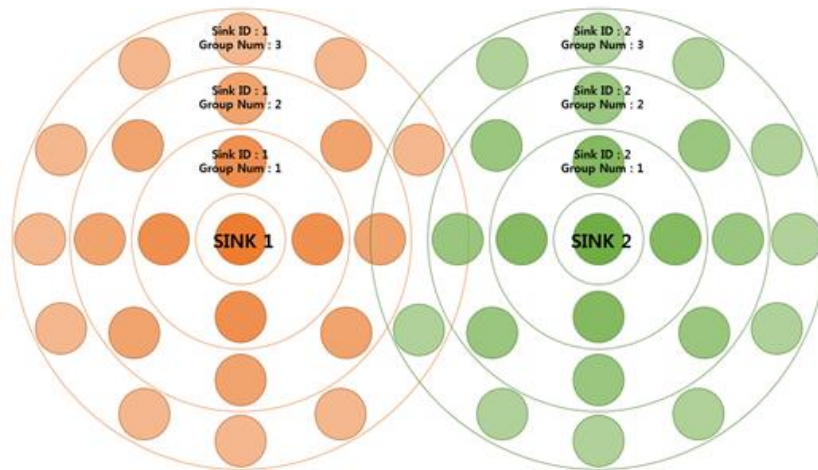 Sink ID : 1
Group Num : 3
Sink ID : 1
Group Num : 2
Sink ID : 1
Group Num : 1
SINK 1
Sink ID : 2
Group Num : 3
Sink ID : 2
Group Num : 2
Sink ID : 2
Group Num : 1
SINK 2